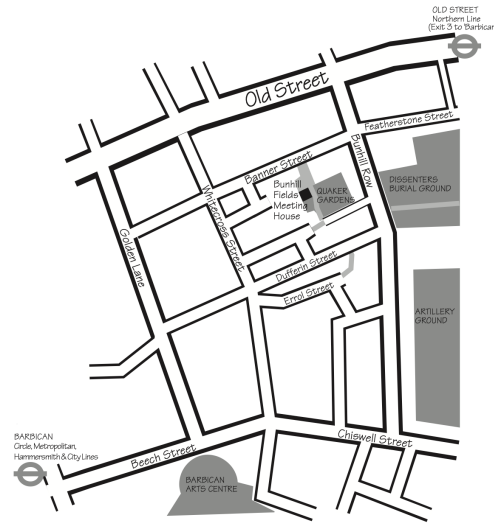 OLD STREET
Northern Line
(Exit 3 to 'Barbican
Old Street
Featherstone Street
Banner Street
Bunhill Row
Bunhill
Fields
Meeting
House
QUAKER
GARDENS
DISSENTERS
BURIAL GROUND
Whitecross Street
Golden Lane
Dufferin Street
Errol Street
ARTILLERY
GROUND
BARBICAN
Circle, Metropolitan,
Hammersmith & City Lines
Chiswell Street
Beech Street
BARBICAN
ARTS CENTRE